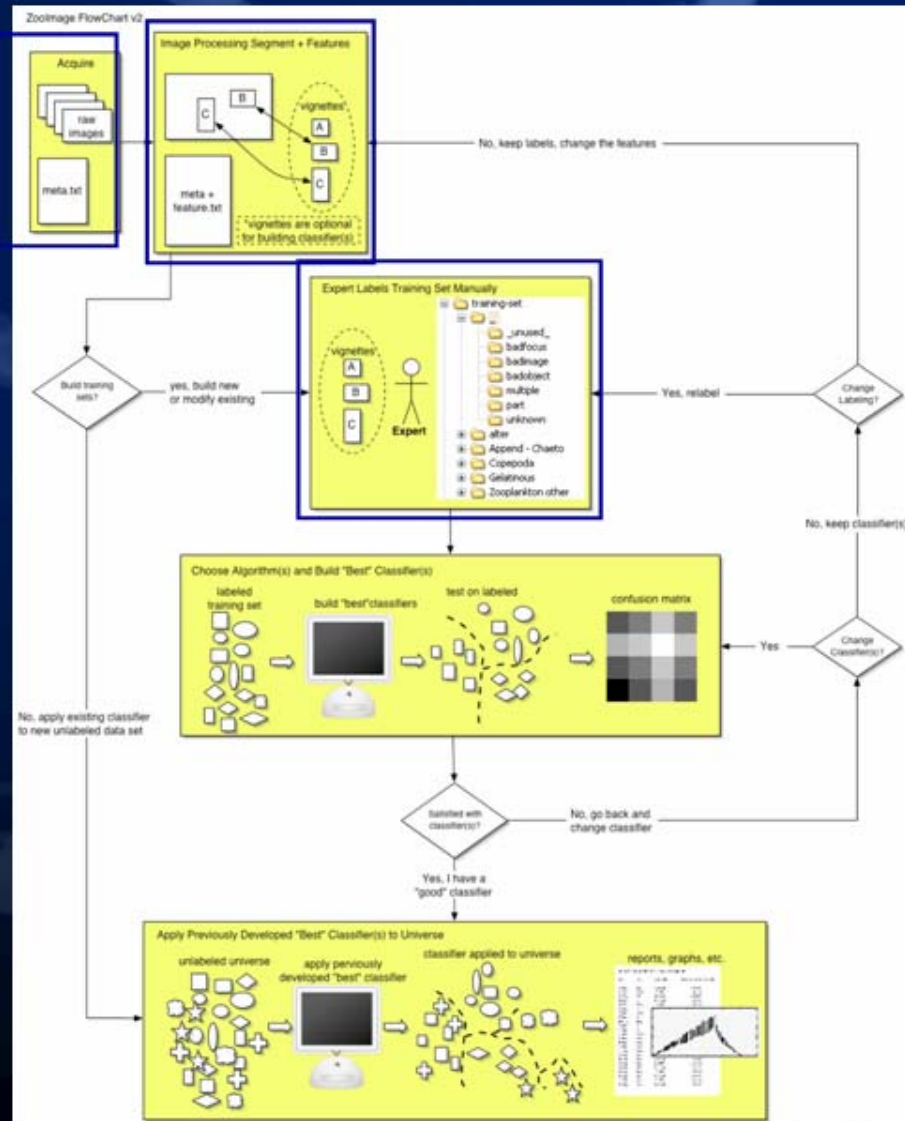 ZooImage FlowChart v2
Acquire
raw
images
meta.txt
Image Processing Segment + Features
B
C
"vignettes"
A
B
C
meta +
feature.txt
"vignettes are optional
for building classifier(s)
No, keep labels, change the features
Build training
sets?
yes, build new
or modify existing
Expert Labels Training Set Manually
"vignettes"
A
B
C
Expert
training-set
_
_unused_
badfocus
badimage
badobject
multiple
part
unknown
alter
Append - Chaeto
Copepoda
Gelatinous
Zooplankton other
Yes, relabel
Change
Labeling?
No, keep classifier(s)
Choose Algorithm(s) and Build "Best" Classifier(s)
labeled
training set
build "best"classifiers
test on labeled
confusion matrix
Yes
Change
Classifier(s)?
No, apply existing classifier
to new unlabeled data set
Satisfied with
classifier(s)?
No, go back and
change classifier
Yes, I have a
"good" classifier
Apply Previously Developed "Best" Classifier(s) to Universe
unlabeled universe
apply perviously
developed "best" classifier
classifier applied to universe
reports, graphs, etc.